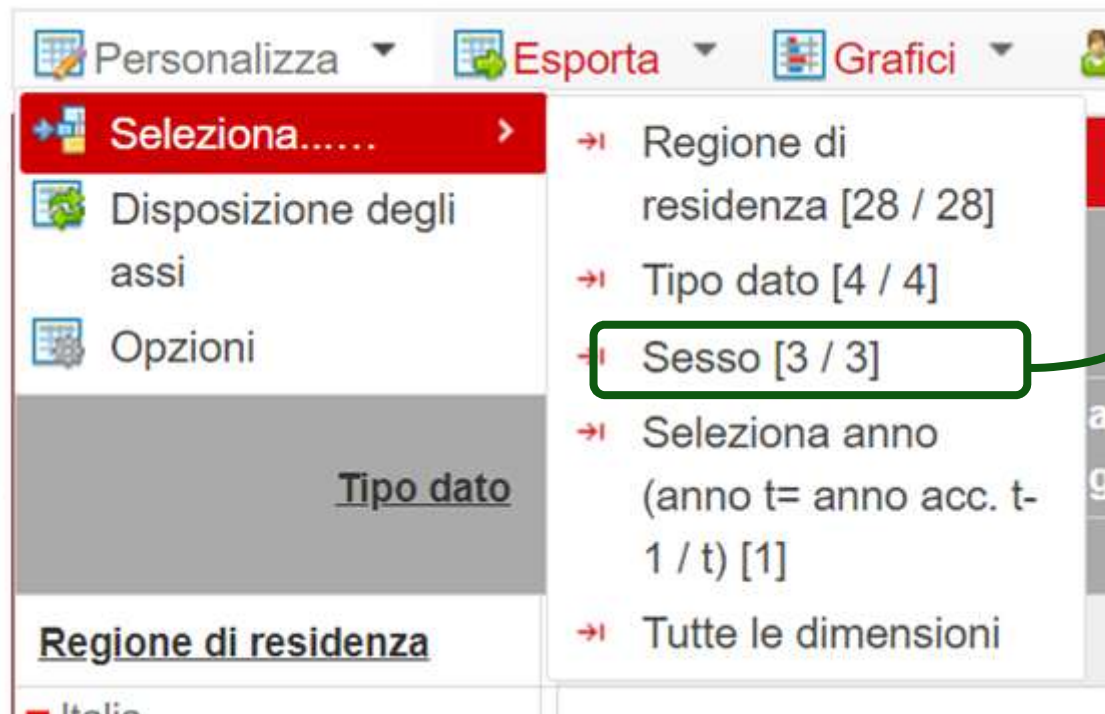 Personalizza Esporta Grafici
Seleziona......
Disposizione degli
assi
Opzioni
Regione di
residenza [28 / 28]
Tipo dato [4 / 4]
Sesso [3 / 3]
Seleziona anno
(anno t= anno acc. t-
1 / t) [1]
Tutte le dimensioni
Tipo dato
Regione di residenza
Italia